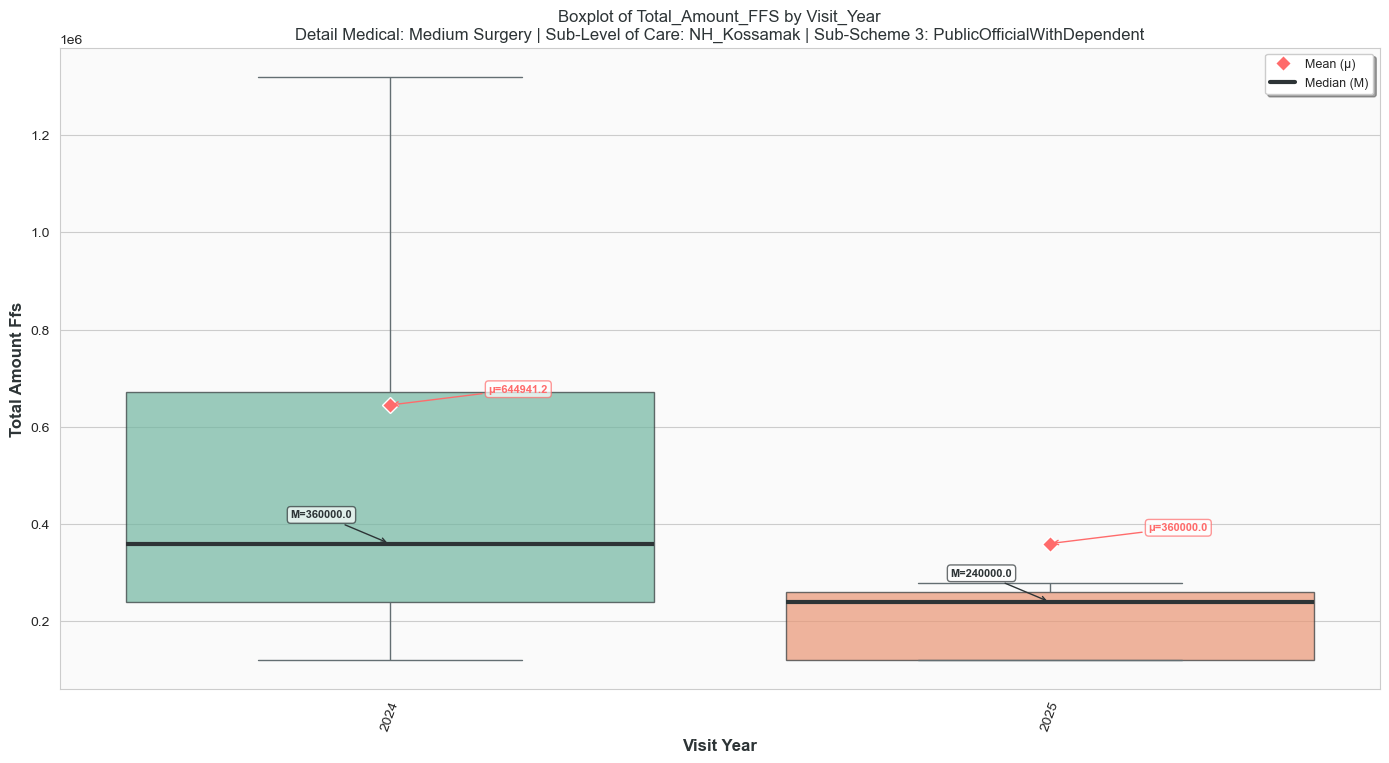 Boxplot of Total_Amount_FFS by Visit_Year
Detail Medical: Medium Surgery | Sub-Level of Care: NH_Kossamak | Sub-Scheme 3: PublicOfficialWithDependent
1e6
Mean (μ)
Median (M)
1.2
1.0
0.8
0.6
0.4
0.2
Total Amount Ffs
μ=644941.2
M=360000.0
μ=360000.0
M=240000.0
2024
2025
Visit Year